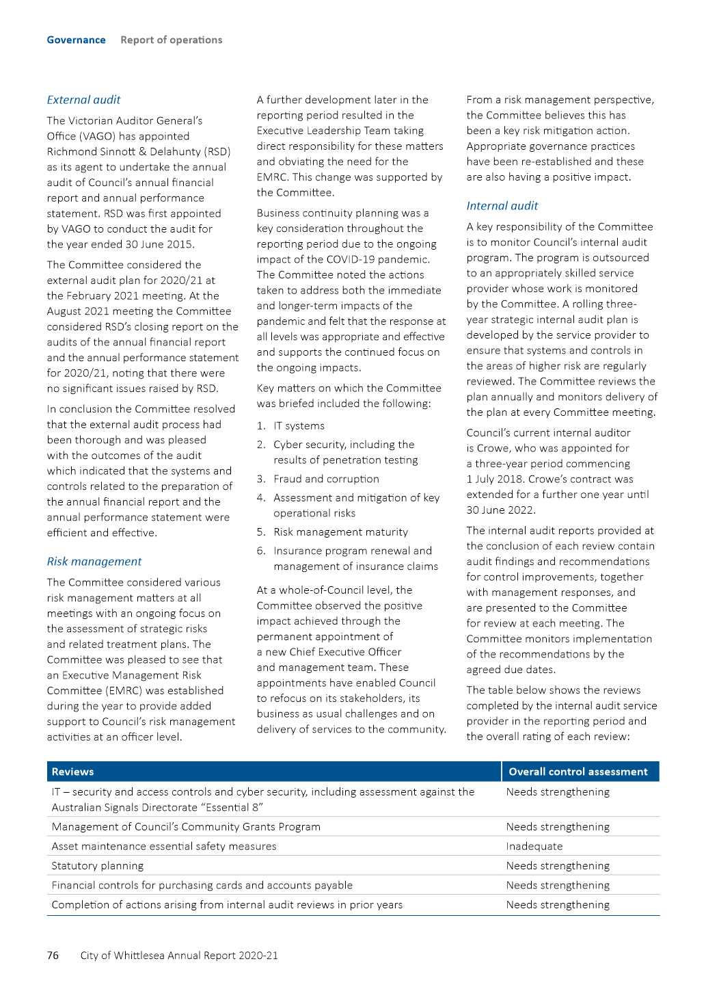 Governance Report of operations
External audit
The Victorian Auditor General's
Office (VAGO) has appointed
Richmond Sinnott & Delahunty (RSD)
as its agent to undertake the annual
audit of Council's annual financial
report and annual performance
statement. RSD was first appointed
by VAGO to conduct the audit for
the year ended 30 June 2015.
The Committee considered the
external audit plan for 2020/21 at
the February 2021 meeting. At the
August 2021 meeting the Committee
considered RSD's closing report on the
audits of the annual financial report
and the annual performance statement
for 2020/21, noting that there were
no significant issues raised by RSD.
In conclusion the Committee resolved
that the external audit process had
been thorough and was pleased
with the outcomes of the audit
which indicated that the systems and
controls related to the preparation of
the annual financial report and the
annual performance statement were
efficient and effective.
Risk management
The Committee considered various
risk management matters at all
meetings with an ongoing focus on
the assessment of strategic risks
and related treatment plans. The
Committee was pleased to see that
an Executive Management Risk
Committee (EMRC) was established
during the year to provide added
support to Council's risk management
activities at an officer level.
A further development later in the
reporting period resulted in the
Executive Leadership Team taking
direct responsibility for these matters
and obviating the need for the
EMRC. This change was supported by
the Committee.
Business continuity planning was a
key consideration throughout the
reporting period due to the ongoing
impact of the COVID-19 pandemic.
The Committee noted the actions
taken to address both the immediate
and longer-term impacts of the
pandemic and felt that the response at
all levels was appropriate and effective
and supports the continued focus on
the ongoing impacts.
Key matters on which the Committee
was briefed included the following:
1. IT systems
2. Cyber security, including the
results of penetration testing
3. Fraud and corruption
4. Assessment and mitigation of key
operational risks
5. Risk management maturity
6. Insurance program renewal and
management of insurance claims
At a whole-of-Council level, the
Committee observed the positive
impact achieved through the
permanent appointment of
a new Chief Executive Officer
and management team. These
appointments have enabled Council
to refocus on its stakeholders, its
business as usual challenges and on
delivery of services to the community.
From a risk management perspective,
the Committee believes this has
been a key risk mitigation action.
Appropriate governance practices
have been re-established and these
are also having a positive impact.
Internal audit
A key responsibility of the Committee
is to monitor Council's internal audit
program. The program is outsourced
to an appropriately skilled service
provider whose work is monitored
by the Committee. A rolling three-
year strategic internal audit plan is
developed by the service provider to
ensure that systems and controls in
the areas of higher risk are regularly
reviewed. The Committee reviews the
plan annually and monitors delivery of
the plan at every Committee meeting.
Council's current internal auditor
is Crowe, who was appointed for
a three-year period commencing
1 July 2018. Crowe's contract was
extended for a further one year until
30 June 2022.
The internal audit reports provided at
the conclusion of each review contain
audit findings and recommendations
for control improvements, together
with management responses, and
are presented to the Committee
for review at each meeting. The
Committee monitors implementation
of the recommendations by the
agreed due dates.
The table below shows the reviews
completed by the internal audit service
provider in the reporting period and
the overall rating of each review:
Reviews Overall control assessment
IT – security and access controls and cyber security, including assessment against the Needs strengthening
Australian Signals Directorate “Essential 8”
Management of Council's Community Grants Program Needs strengthening
Asset maintenance essential safety measures Inadequate
Statutory planning Needs strengthening
Financial controls for purchasing cards and accounts payable Needs strengthening
Completion of actions arising from internal audit reviews in prior years Needs strengthening
76 City of Whittlesea Annual Report 2020-21